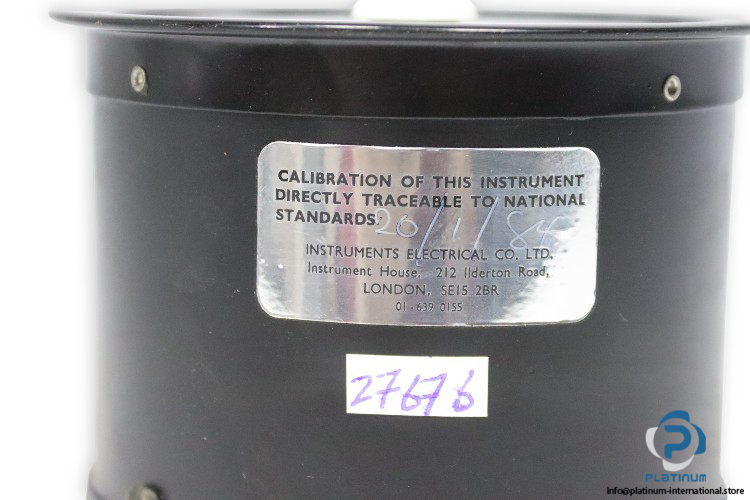 CALIBRATION OF THIS INSTRUMENT
DIRECTLY TRACEABLE TO NATIONAL
STANDARDS. 20/1/84
INSTRUMENTS ELECTRICAL CO. LTD.
Instrument House, 212 Ilderton Road,
LONDON, SE15 2BR
01-639 0155
27676
PLATINUM
Info@platinum-international.store